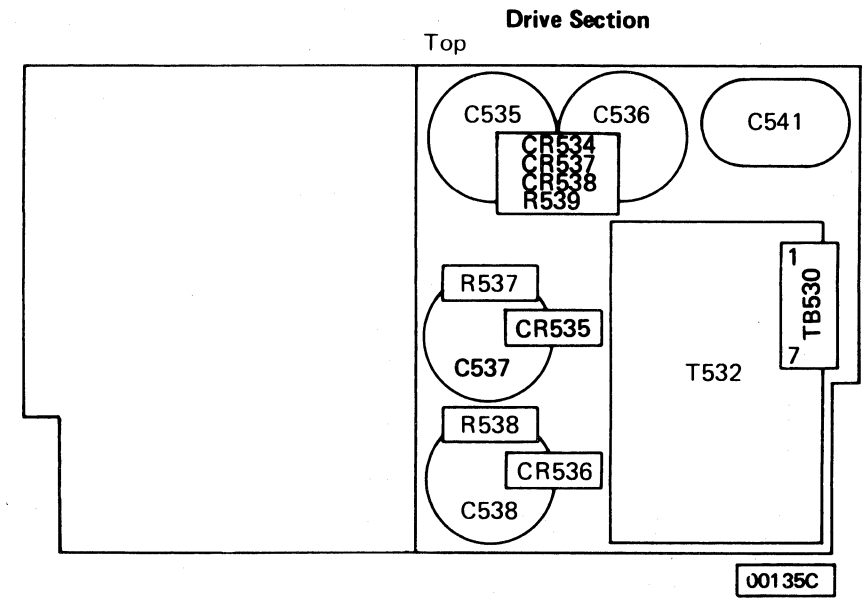 Drive Section
Top
C535
C536
C541
CR534
CR537
CR538
R539
1
TB530
7
R537
CR535
C537
T532
R538
CR536
C538
00135C